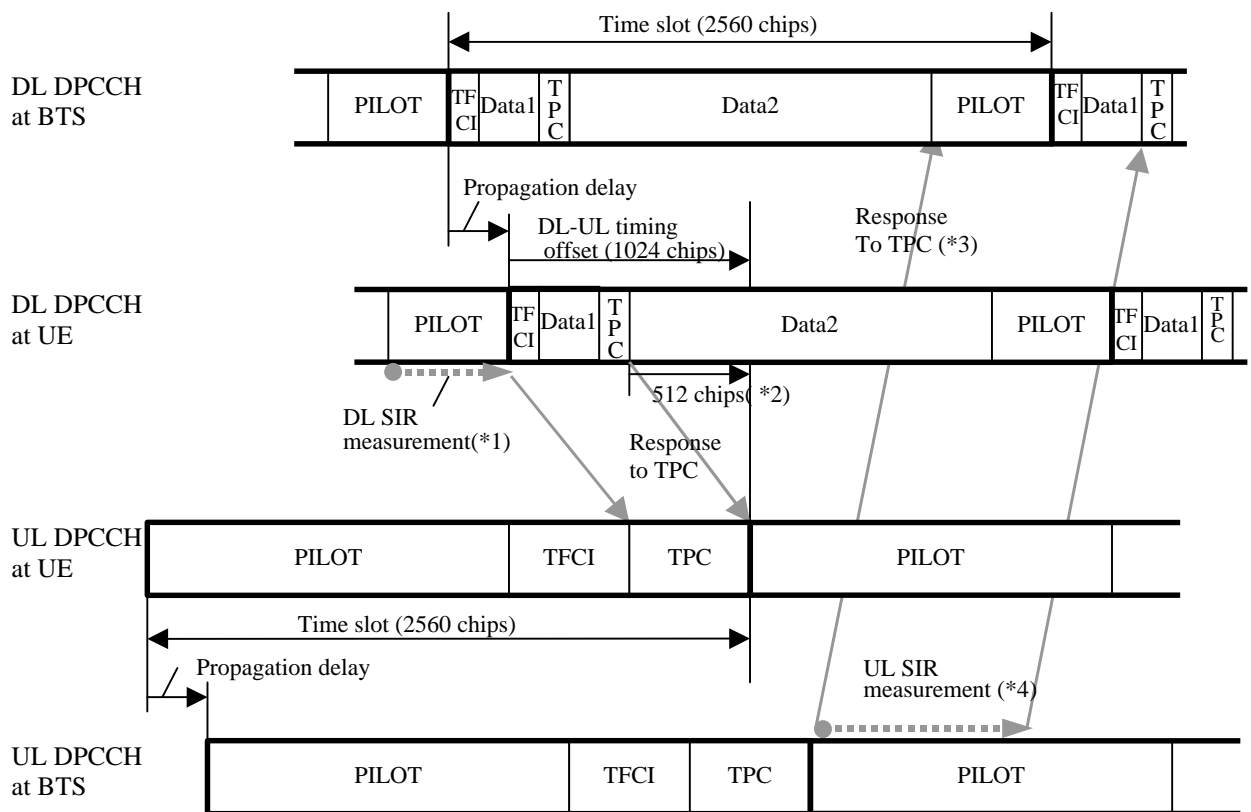 Time slot (2560 chips)
DL DPCCH
at BTS
PILOT
TF
CI
Data1
T
P
C
Data2
PILOT
TF
CI
Data1
T
P
C
Propagation delay
DL-UL timing
offset (1024 chips)
Response
To TPC (*3)
DL DPCCH
at UE
PILOT
TF
CI
Data1
T
P
C
Data2
PILOT
TF
CI
Data1
T
P
C
512 chips( *2)
DL SIR
measurement(*1)
Response
to TPC
UL DPCCH
at UE
PILOT
TFCI
TPC
PILOT
Time slot (2560 chips)
Propagation delay
UL SIR
measurement (*4)
UL DPCCH
at BTS
PILOT
TFCI
TPC
PILOT